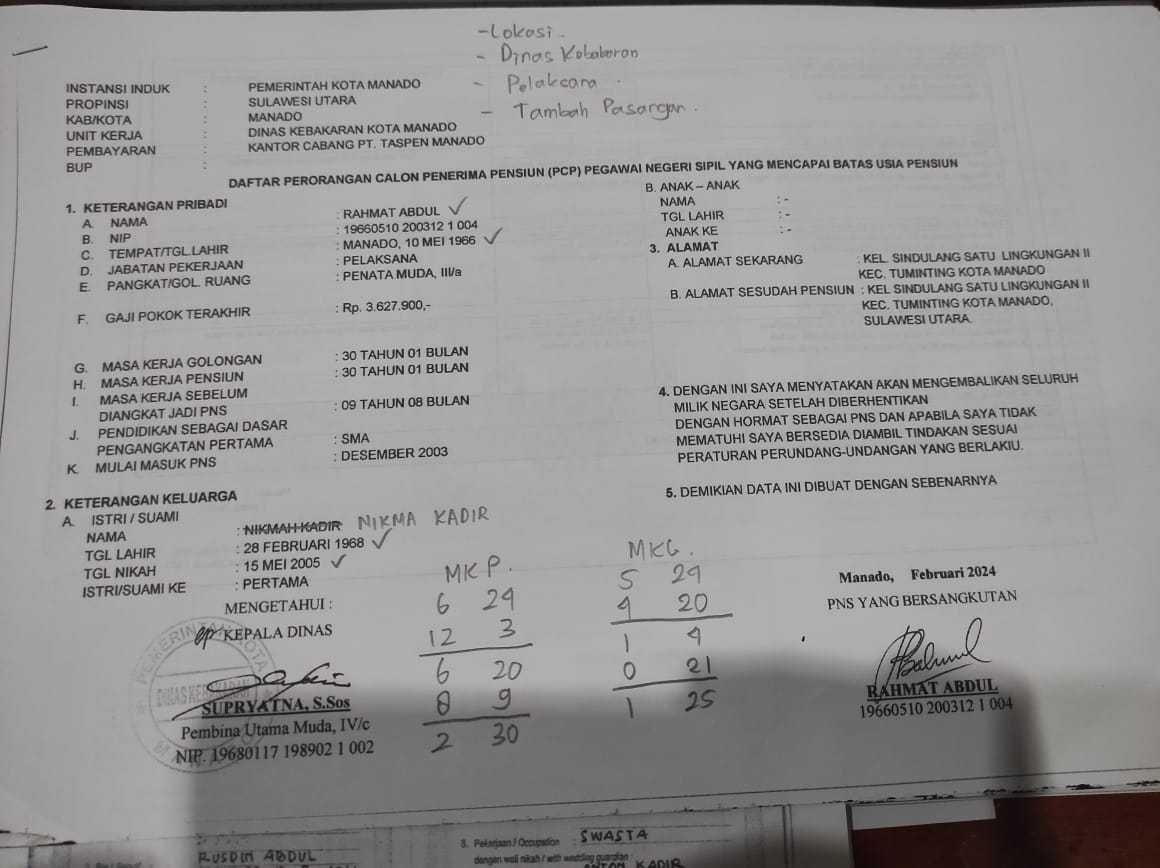 -Lokasi.
- Dinas Kebakaran
- Pelaksana.
- Tambah Pasangan.
INSTANSI INDUK : PEMERINTAH KOTA MANADO
PROPINSI : SULAWESI UTARA
KAB/KOTA : MANADO
UNIT KERJA : DINAS KEBAKARAN KOTA MANADO
PEMBAYARAN : KANTOR CABANG PT. TASPEN MANADO
BUP :
DAFTAR PERORANGAN CALON PENERIMA PENSIUN (PCP) PEGAWAI NEGERI SIPIL YANG MENCAPAI BATAS USIA PENSIUN
1. KETERANGAN PRIBADI
A. NAMA : RAHMAT ABDUL ✓
B. NIP : 19660510 200312 1 004
C. TEMPAT/TGL.LAHIR : MANADO, 10 MEI 1966 ✓
D. JABATAN PEKERJAAN : PELAKSANA
E. PANGKAT/GOL. RUANG : PENATA MUDA, III/a
F. GAJI POKOK TERAKHIR : Rp. 3.627.900,-
G. MASA KERJA GOLONGAN : 30 TAHUN 01 BULAN
H. MASA KERJA PENSIUN : 30 TAHUN 01 BULAN
I. MASA KERJA SEBELUM
DIANGKAT JADI PNS : 09 TAHUN 08 BULAN
J. PENDIDIKAN SEBAGAI DASAR
PENGANGKATAN PERTAMA : SMA
K. MULAI MASUK PNS : DESEMBER 2003
2. KETERANGAN KELUARGA
A. ISTRI / SUAMI
NAMA : NIKMAH KADIR NIKMA KADIR
TGL LAHIR : 28 FEBRUARI 1968 ✓
TGL NIKAH : 15 MEI 2005 ✓
ISTRI/SUAMI KE : PERTAMA
B. ANAK – ANAK
NAMA : -
TGL LAHIR : -
ANAK KE : -
3. ALAMAT
A. ALAMAT SEKARANG : KEL. SINDULANG SATU LINGKUNGAN II
KEC. TUMINTING KOTA MANADO
B. ALAMAT SESUDAH PENSIUN : KEL SINDULANG SATU LINGKUNGAN II
KEC. TUMINTING KOTA MANADO,
SULAWESI UTARA.
4. DENGAN INI SAYA MENYATAKAN AKAN MENGEMBALIKAN SELURUH
MILIK NEGARA SETELAH DIBERHENTIKAN
DENGAN HORMAT SEBAGAI PNS DAN APABILA SAYA TIDAK
MEMATUHI SAYA BERSEDIA DIAMBIL TINDAKAN SESUAI
PERATURAN PERUNDANG-UNDANGAN YANG BERLAKIU.
5. DEMIKIAN DATA INI DIBUAT DENGAN SEBENARNYA
MENGETAHUI :
KEPALA DINAS
PEMERINTAH KOTA
DINAS KEBAKARAN
SUPRYATNA, S.Sos
Pembina Utama Muda, IV/c
NIP. 19680117 198902 1 002
MKP.
6 29
12 3
6 20
8 9
2 30
MKG.
5 29
4 20
1 9
0 21
1 25
Manado, Februari 2024
PNS YANG BERSANGKUTAN
RAHMAT ABDUL
19660510 200312 1 004
RUSDIN ABDUL
8. Pekerjaan / Occupation : SWASTA
dengan wali nikah / with wedding guardian
KADIR